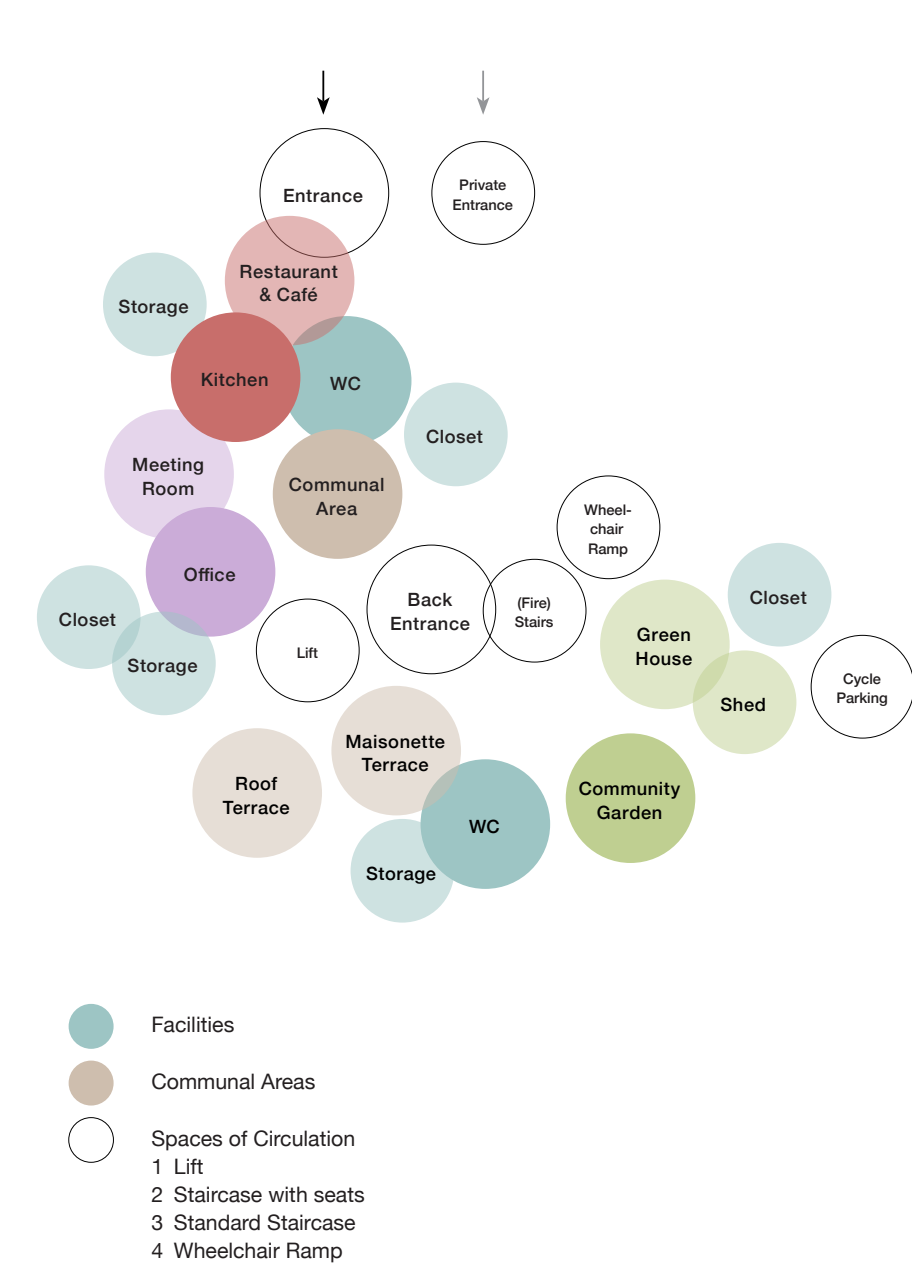 Entrance
Private
Entrance
Restaurant
& Café
Storage
Kitchen
WC
Closet
Meeting
Room
Communal
Area
Wheel-
chair
Ramp
Office
Closet
Storage
Lift
Back
Entrance
(Fire)
Stairs
Green
House
Closet
Shed
Cycle
Parking
Maisonette
Terrace
Roof
Terrace
WC
Community
Garden
Storage
Facilities
Communal Areas
Spaces of Circulation
1 Lift
2 Staircase with seats
3 Standard Staircase
4 Wheelchair Ramp